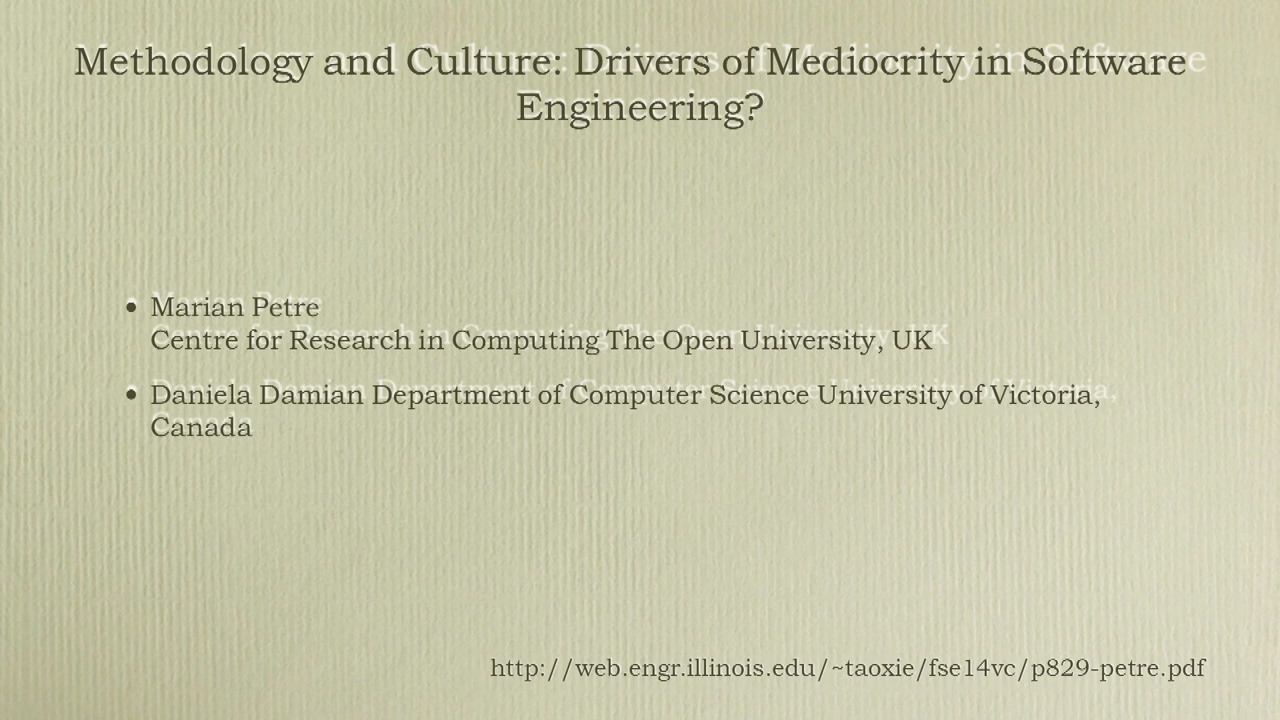 Methodology and Culture: Drivers of Mediocrity in Software
Engineering?
• Marian Petre
Centre for Research in Computing The Open University, UK
• Daniela Damian Department of Computer Science University of Victoria,
Canada
http://web.engr.illinois.edu/~taoxie/fse14vc/p829-petre.pdf